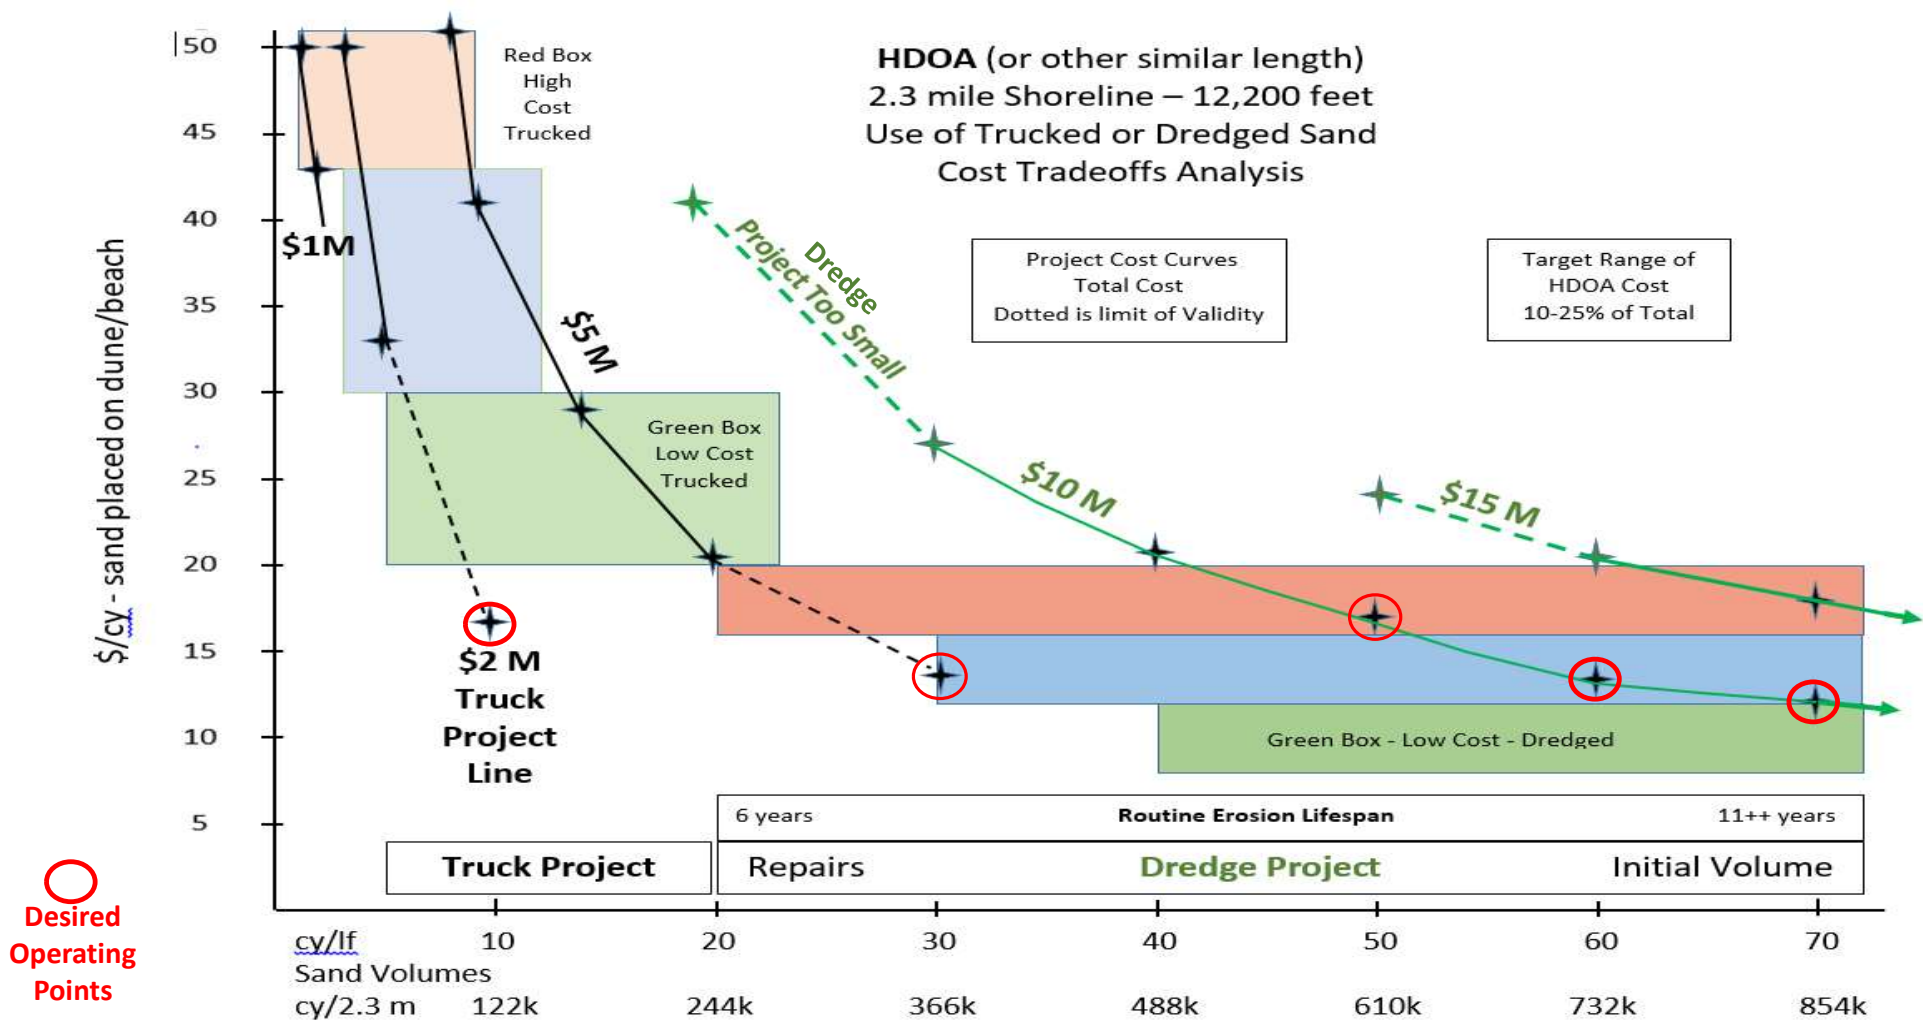 HDOA (or other similar length)
2.3 mile Shoreline – 12,200 feet
Use of Trucked or Dredged Sand
Cost Tradeoffs Analysis
Red Box
High
Cost
Trucked
50
45
40
35
30
25
20
15
10
5
$/cy - sand placed on dune/beach
$1M
$5 M
Dredge
Project Too Small
Project Cost Curves
Total Cost
Dotted is limit of Validity
Target Range of
HDOA Cost
10-25% of Total
Green Box
Low Cost
Trucked
$10 M
$15 M
$2 M
Truck
Project
Line
Green Box - Low Cost - Dredged
6 years Routine Erosion Lifespan 11++ years
Truck Project Repairs Dredge Project Initial Volume
Desired
Operating
Points
cy/lf 10 20 30 40 50 60 70
Sand Volumes
cy/2.3 m 122k 244k 366k 488k 610k 732k 854k